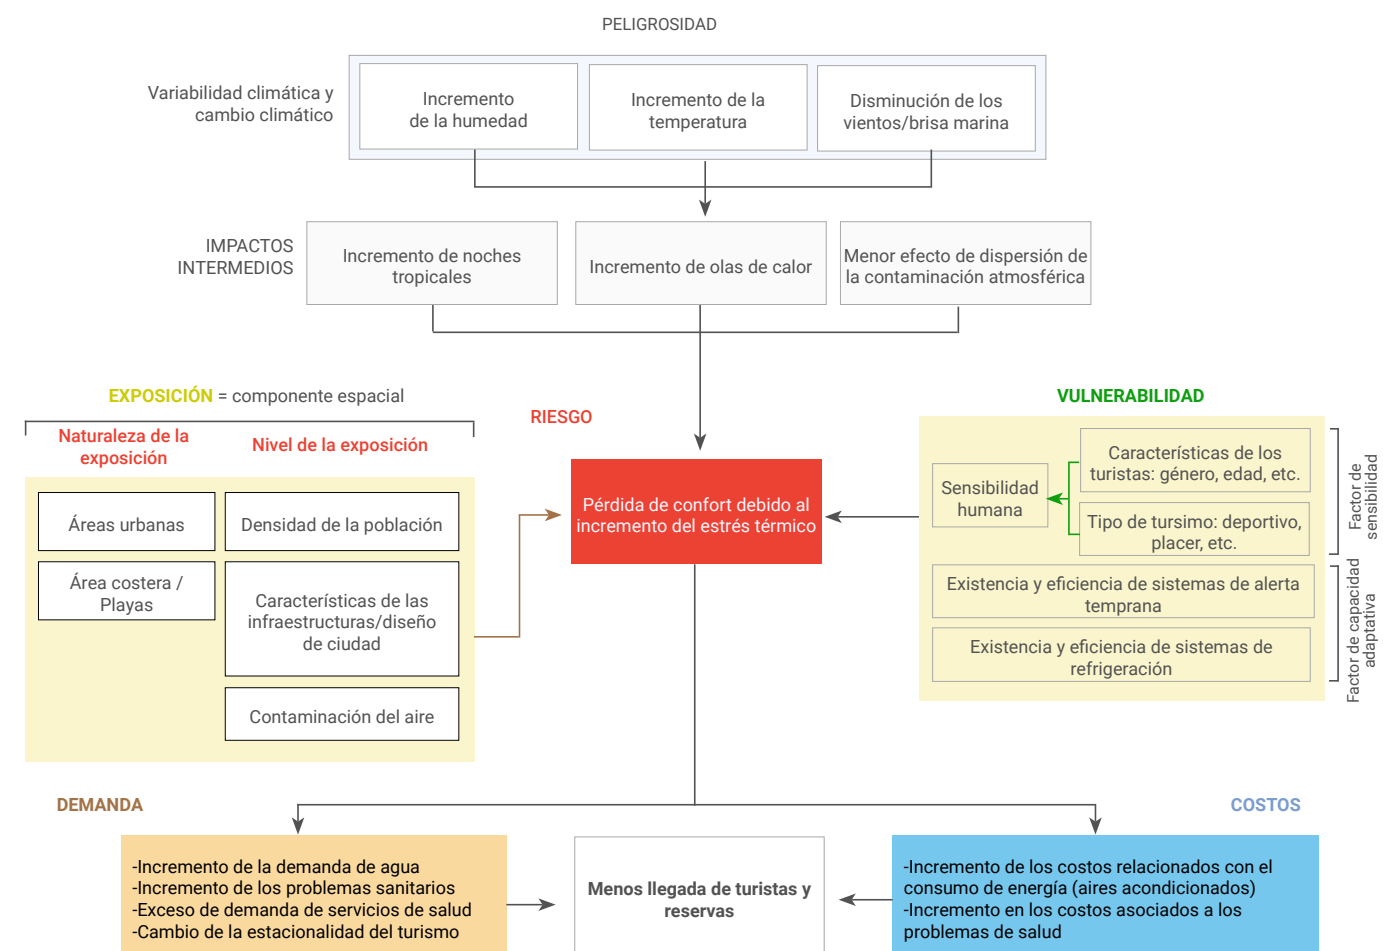 PELIGROSIDAD
Variabilidad climática y
cambio climático
Incremento
de la humedad
Incremento de la
temperatura
Disminución de los
vientos/brisa marina
IMPACTOS
INTERMEDIOS
Incremento de noches
tropicales
Incremento de olas de calor
Menor efecto de dispersión de
la contaminación atmosférica
EXPOSICIÓN = componente espacial
Naturaleza de la
exposición
Nivel de la exposición
Áreas urbanas
Área costera /
Playas
Densidad de la población
Características de las
infraestructuras/diseño
de ciudad
Contaminación del aire
RIESGO
Pérdida de confort debido al
incremento del estrés térmico
VULNERABILIDAD
Sensibilidad
humana
Características de los
turistas: género, edad, etc.
Tipo de tursimo: deportivo,
placer, etc.
Existencia y eficiencia de sistemas de alerta
temprana
Existencia y eficiencia de sistemas de
refrigeración
Factor de
sensibilidad
Factor de capacidad
adaptativa
DEMANDA
-Incremento de la demanda de agua
-Incremento de los problemas sanitarios
-Exceso de demanda de servicios de salud
-Cambio de la estacionalidad del turismo
Menos llegada de turistas y
reservas
COSTOS
-Incremento de los costos relacionados con el
consumo de energía (aires acondicionados)
-Incremento en los costos asociados a los
problemas de salud